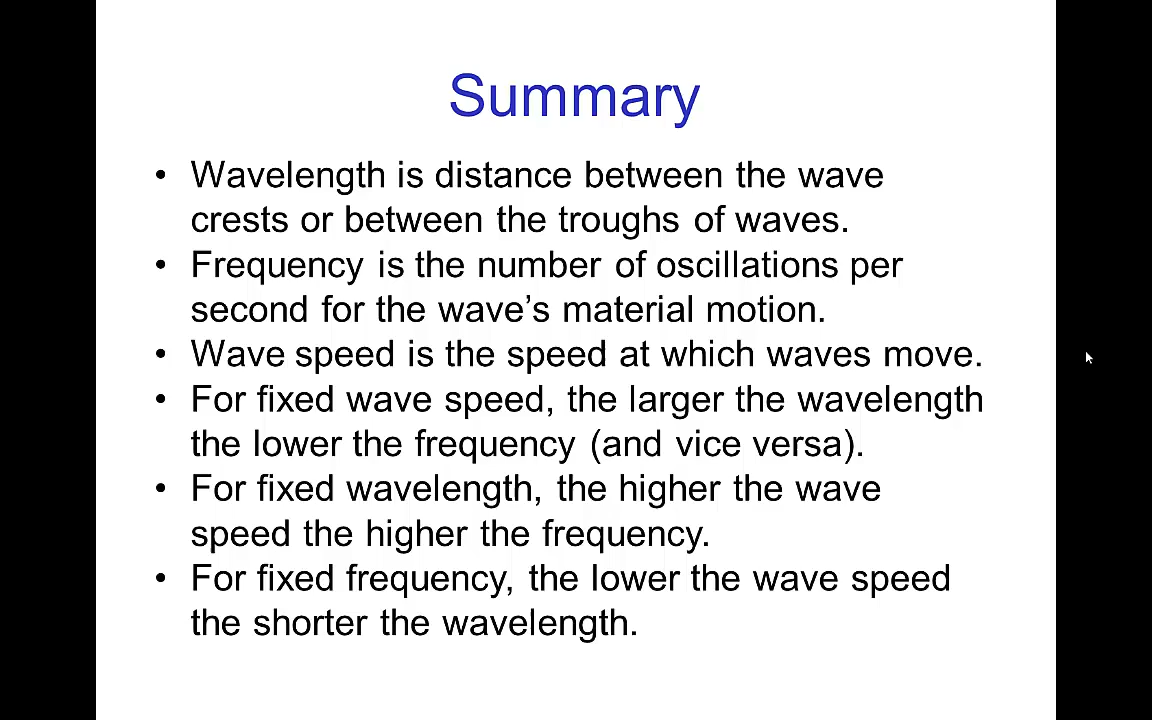 Summary
• Wavelength is distance between the wave
crests or between the troughs of waves.
• Frequency is the number of oscillations per
second for the wave’s material motion.
• Wave speed is the speed at which waves move.
• For fixed wave speed, the larger the wavelength
the lower the frequency (and vice versa).
• For fixed wavelength, the higher the wave
speed the higher the frequency.
• For fixed frequency, the lower the wave speed
the shorter the wavelength.